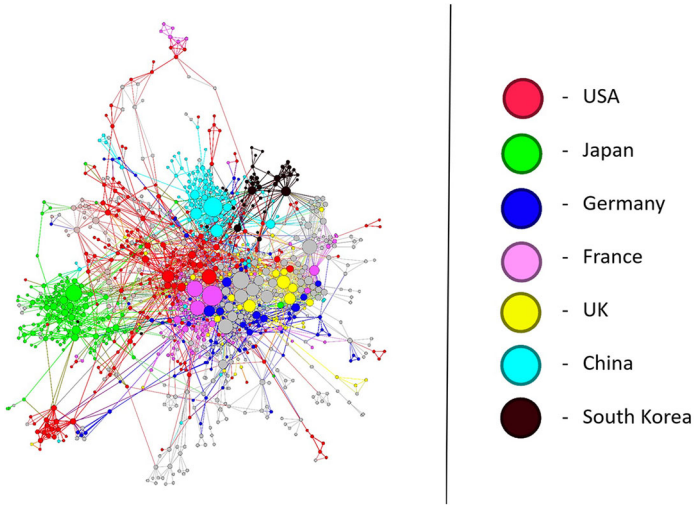 - USA
- Japan
- Germany
- France
- UK
- China
- South Korea